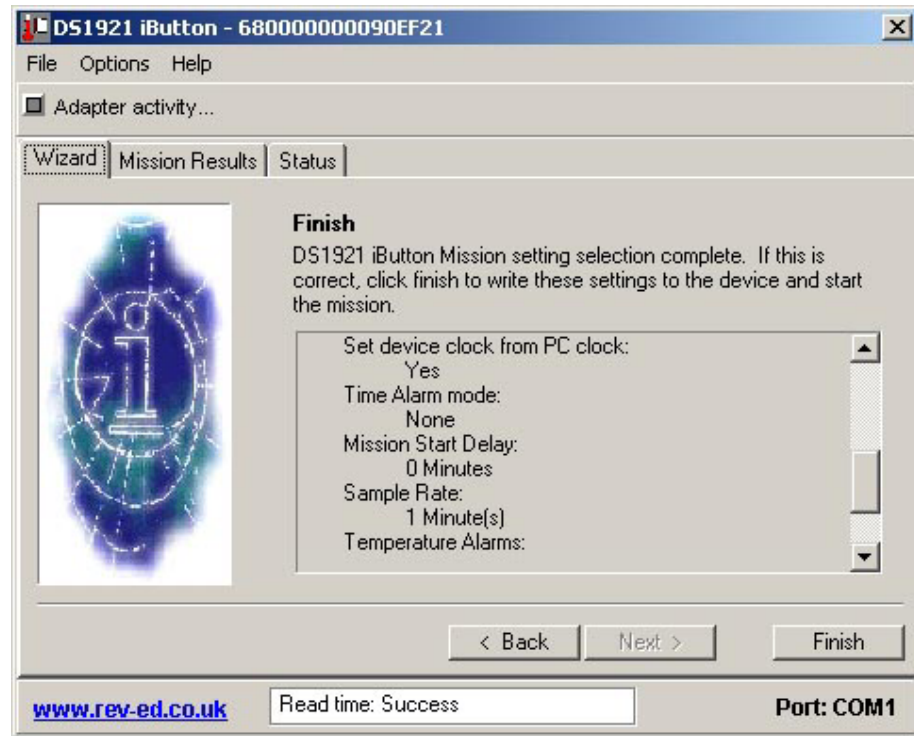 DS1921 iButton - 680000000090EF21
File Options Help
Adapter activity...
Wizard Mission Results Status
Finish
DS1921 iButton Mission setting selection complete. If this is
correct, click finish to write these settings to the device and start
the mission.
Set device clock from PC clock:
Yes
Time Alarm mode:
None
Mission Start Delay:
0 Minutes
Sample Rate:
1 Minute(s)
Temperature Alarms:
< Back Next > Finish
www.rev-ed.co.uk Read time: Success Port: COM1